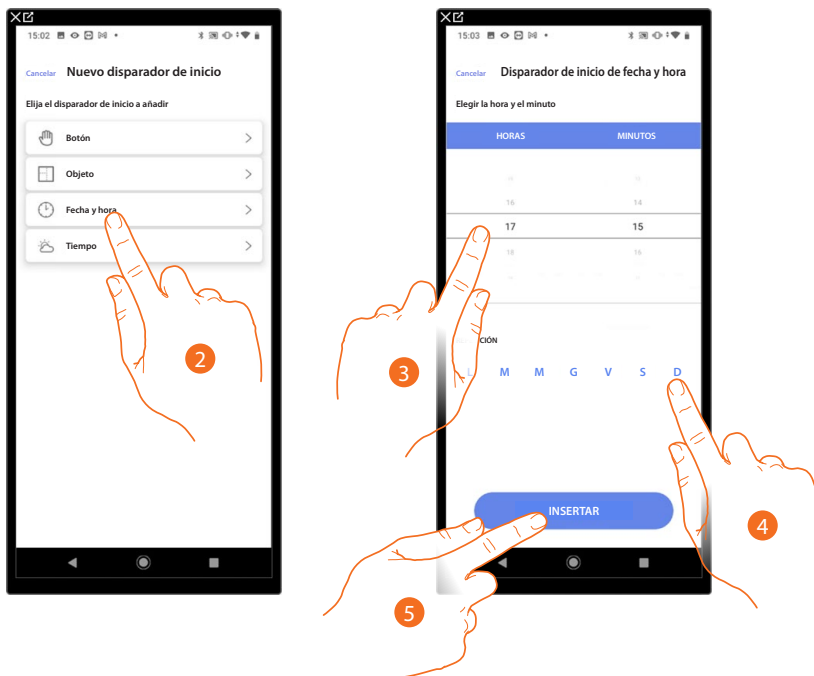 15:02
Cancelar Nuevo disparador de inicio
Elija el disparador de inicio a añadir
Botón
Objeto
Fecha y hora
Tiempo
2
15:03
Cancelar Disparador de inicio de fecha y hora
Elegir la hora y el minuto
HORAS MINUTOS
16 14
17 15
18 16
CIÓN
L M M G V S D
INSERTAR
3
4
5